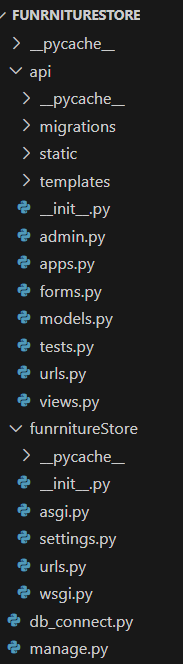 FUNRNITURESTORE
__pycache__
api
__pycache__
migrations
static
templates
__init__.py
admin.py
apps.py
forms.py
models.py
tests.py
urls.py
views.py
funrnitureStore
__pycache__
__init__.py
asgi.py
settings.py
urls.py
wsgi.py
db_connect.py
manage.py